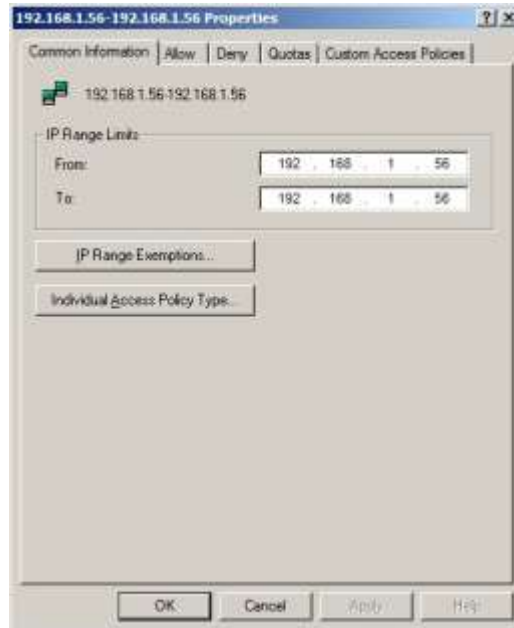 192.168.1.56-192.168.1.56 Properties
Common Information Allow Deny Quotas Custom Access Policies
192.168.1.56-192.168.1.56
IP Range Limits
From: 192 . 168 . 1 . 56
To: 192 . 168 . 1 . 56
IP Range Exemptions...
Individual Access Policy Type...
OK Cancel Apply Help